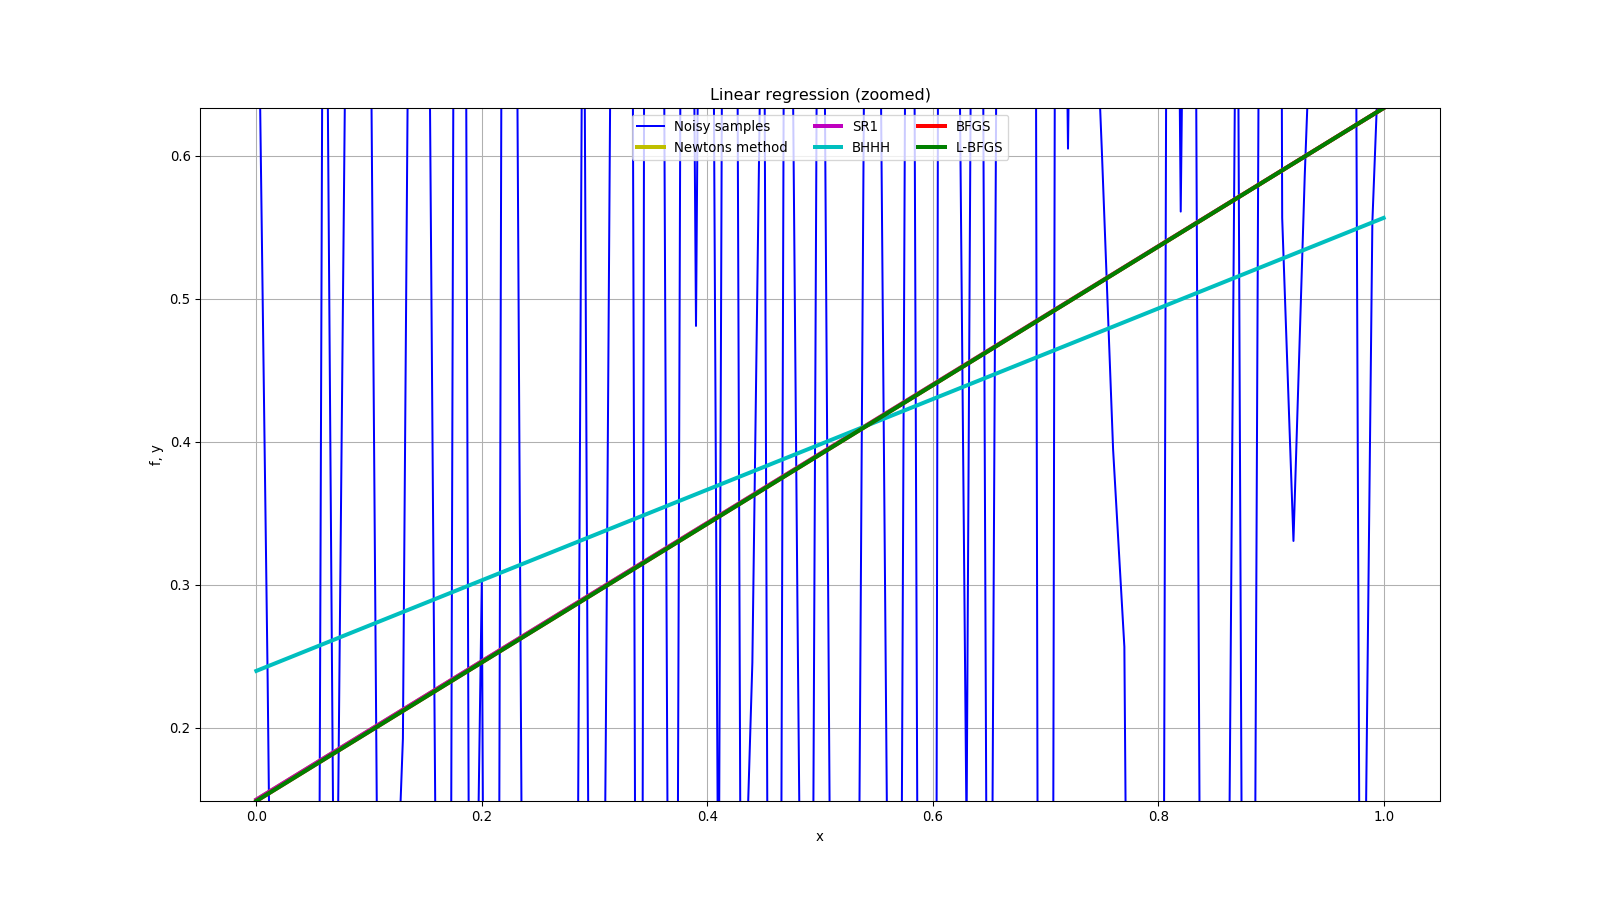 Linear regression (zoomed)
Noisy samples SR1 BFGS
Newtons method BHHH L-BFGS
0.6
0.5
0.4
0.3
0.2
f, y
0.0 0.2 0.4 0.6 0.8 1.0
x